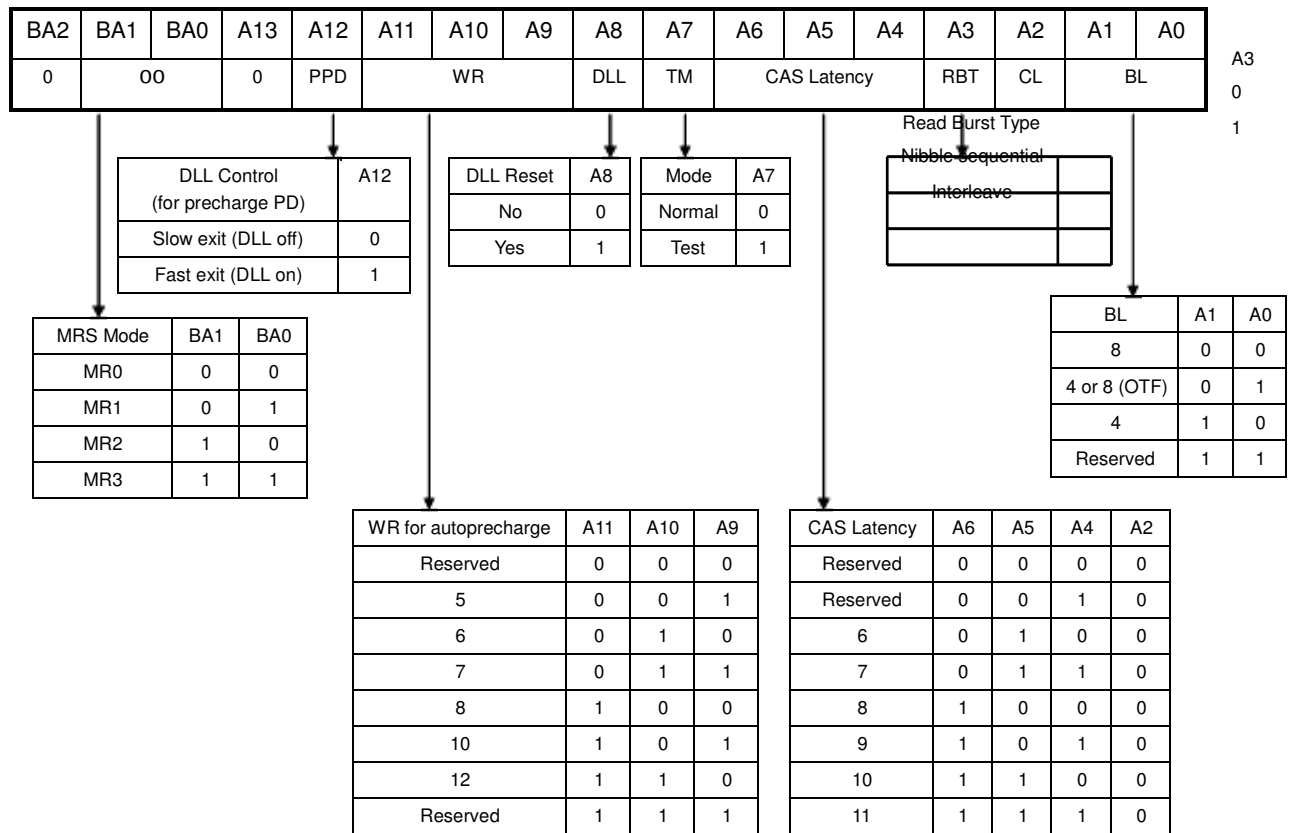 BA2 BA1 BA0 A13 A12 A11 A10 A9 A8 A7 A6 A5 A4 A3 A2 A1 A0
0 00 0 PPD WR DLL TM CAS Latency RBT CL BL
A3
0
1
Read Burst Type
Nibble sequential
Interleave
DLL Control (for precharge PD) A12
Slow exit (DLL off) 0
Fast exit (DLL on) 1
DLL Reset A8
No 0
Yes 1
Mode A7
Normal 0
Test 1
MRS Mode BA1 BA0
MR0 0 0
MR1 0 1
MR2 1 0
MR3 1 1
BL A1 A0
8 0 0
4 or 8 (OTF) 0 1
4 1 0
Reserved 1 1
WR for autoprecharge A11 A10 A9
Reserved 0 0 0
5 0 0 1
6 0 1 0
7 0 1 1
8 1 0 0
10 1 0 1
12 1 1 0
Reserved 1 1 1
CAS Latency A6 A5 A4 A2
Reserved 0 0 0 0
Reserved 0 0 1 0
6 0 1 0 0
7 0 1 1 0
8 1 0 0 0
9 1 0 1 0
10 1 1 0 0
11 1 1 1 0